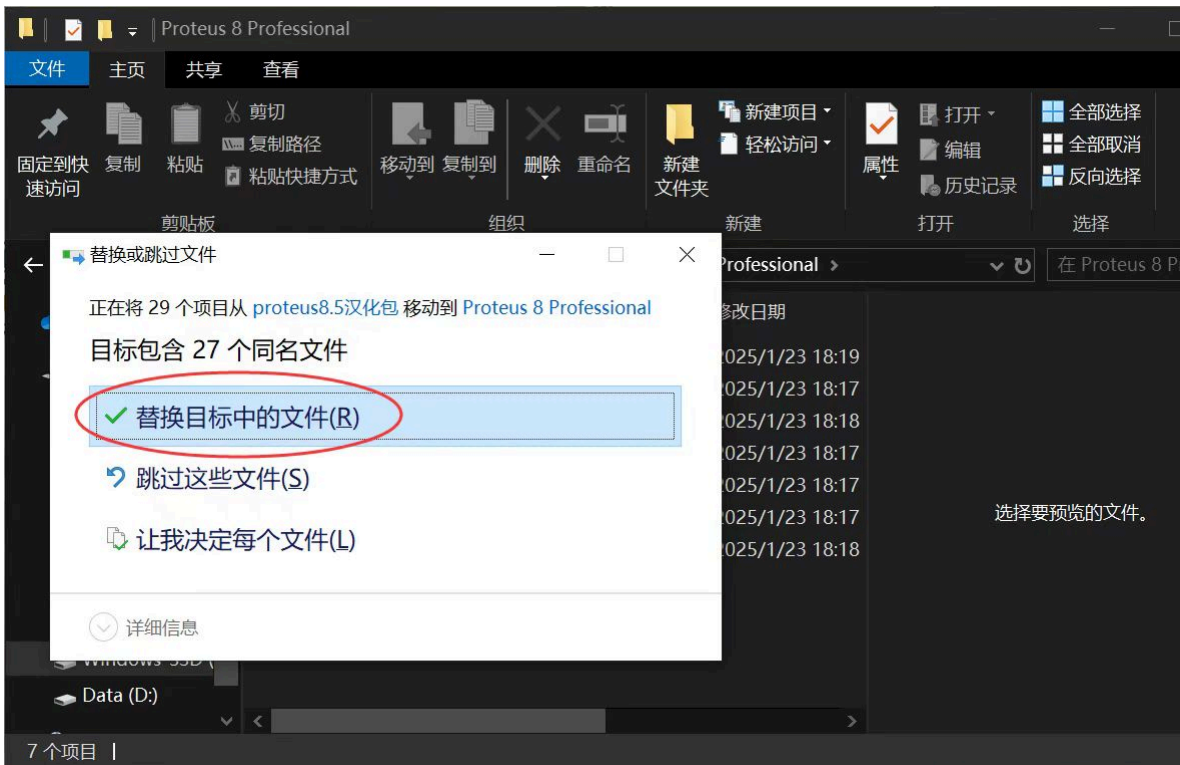 Proteus 8 Professional
文件 主页 共享 查看
固定到快速访问
复制
粘贴
剪切
复制路径
粘贴快捷方式
剪贴板
移动到
复制到
删除
重命名
组织
新建文件夹
新建项目
轻松访问
新建
属性
打开
编辑
历史记录
打开
全部选择
全部取消
反向选择
选择
替换或跳过文件
正在将 29 个项目从 proteus8.5汉化包 移动到 Proteus 8 Professional
目标包含 27 个同名文件
替换目标中的文件(R)
跳过这些文件(S)
让我决定每个文件(L)
详细信息
Professional
在 Proteus 8 P
修改日期
2025/1/23 18:19
2025/1/23 18:17
2025/1/23 18:18
2025/1/23 18:17
2025/1/23 18:17
2025/1/23 18:17
2025/1/23 18:18
选择要预览的文件。
Windows-SSD (
Data (D:)
7 个项目